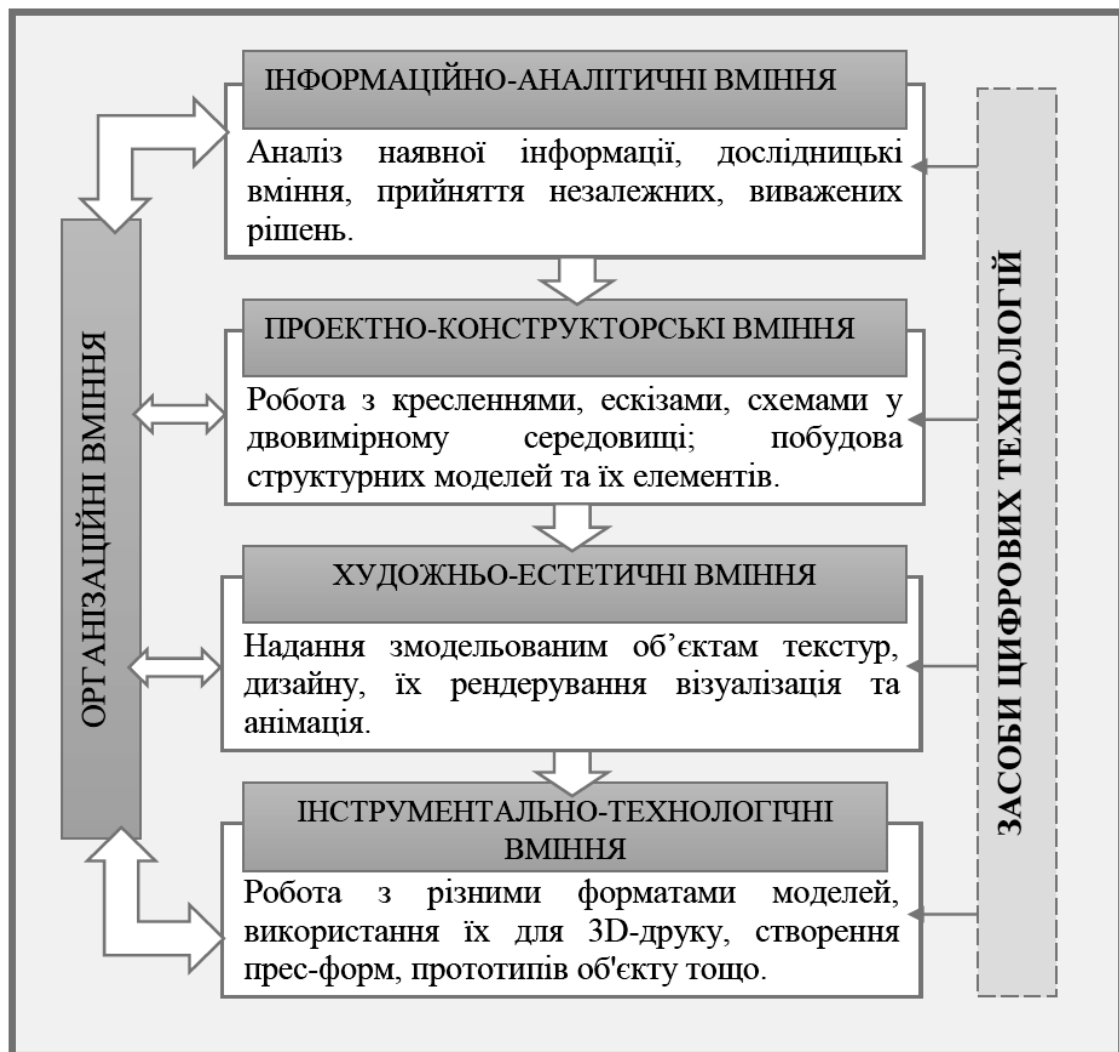 ІНФОРМАЦІЙНО-АНАЛІТИЧНІ ВМІННЯ
Аналіз наявної інформації, дослідницькі
вміння, прийняття незалежних, виважених
рішень.
ПРОЕКТНО-КОНСТРУКТОРСЬКІ ВМІННЯ
Робота з кресленнями, ескізами, схемами у
двовимірному середовищі; побудова
структурних моделей та їх елементів.
ХУДОЖНЬО-ЕСТЕТИЧНІ ВМІННЯ
Надання змодельованим об’єктам текстур,
дизайну, їх рендерування візуалізація та
анімація.
ІНСТРУМЕНТАЛЬНО-ТЕХНОЛОГІЧНІ
ВМІННЯ
Робота з різними форматами моделей,
використання їх для 3D-друку, створення
прес-форм, прототипів об'єкту тощо.
ОРГАНІЗАЦІЙНІ ВМІННЯ
ЗАСОБИ ЦИФРОВИХ ТЕХНОЛОГІЙ